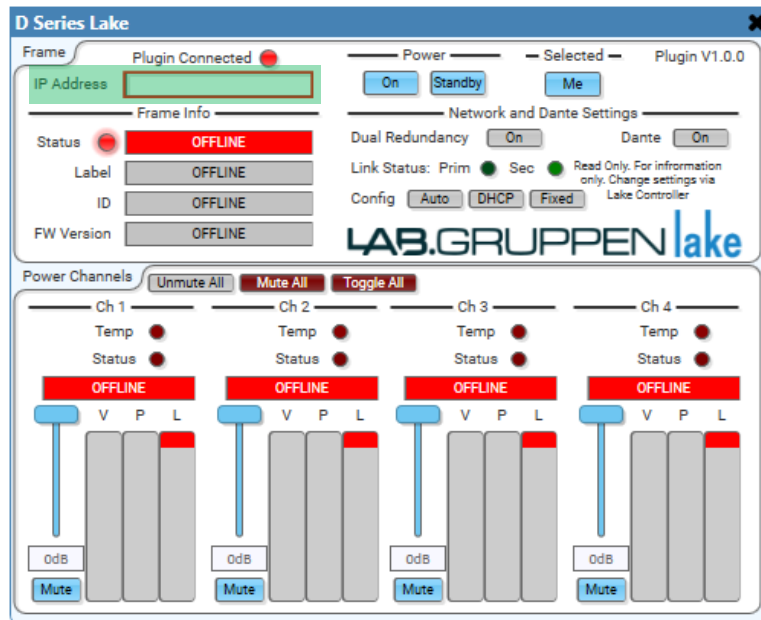 D Series Lake
Frame Plugin Connected Power Selected Plugin V1.0.0
IP Address On Standby Me
Frame Info Network and Dante Settings
Status OFFLINE Dual Redundancy On Dante On
Label OFFLINE Link Status: Prim Sec Read Only. For infrormation
only. Change settings via
Lake Controller
ID OFFLINE Config Auto DHCP Fixed
FW Version OFFLINE LAB.GRUPPEN lake
Power Channels Unmute All Mute All Toggle All
Ch 1 Ch 2 Ch 3 Ch 4
Temp Temp Temp Temp
Status Status Status Status
OFFLINE OFFLINE OFFLINE OFFLINE
V P L V P L V P L V P L
0dB 0dB 0dB 0dB
Mute Mute Mute Mute